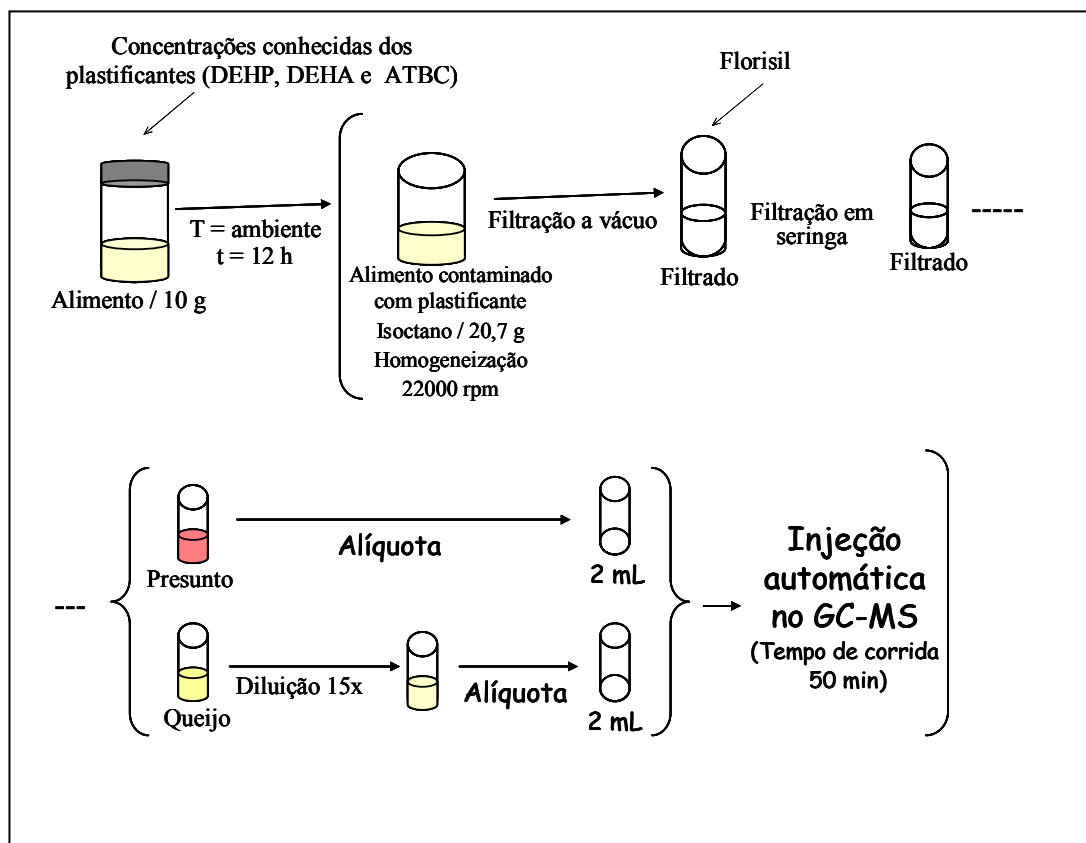 Concentrações conhecidas dos
plastificantes (DEHP, DEHA e ATBC)
Florisil
T = ambiente
t = 12 h
Alimento / 10 g
Alimento contaminado
com plastificante
Isoctano / 20,7 g
Homogeneização
22000 rpm
Filtração a vácuo
Filtrado
Filtração em
seringa
Filtrado
Presunto
Alíquota
2 mL
Queijo
Diluição 15x
Alíquota
2 mL
Injeção
automática
no GC-MS
(Tempo de corrida
50 min)